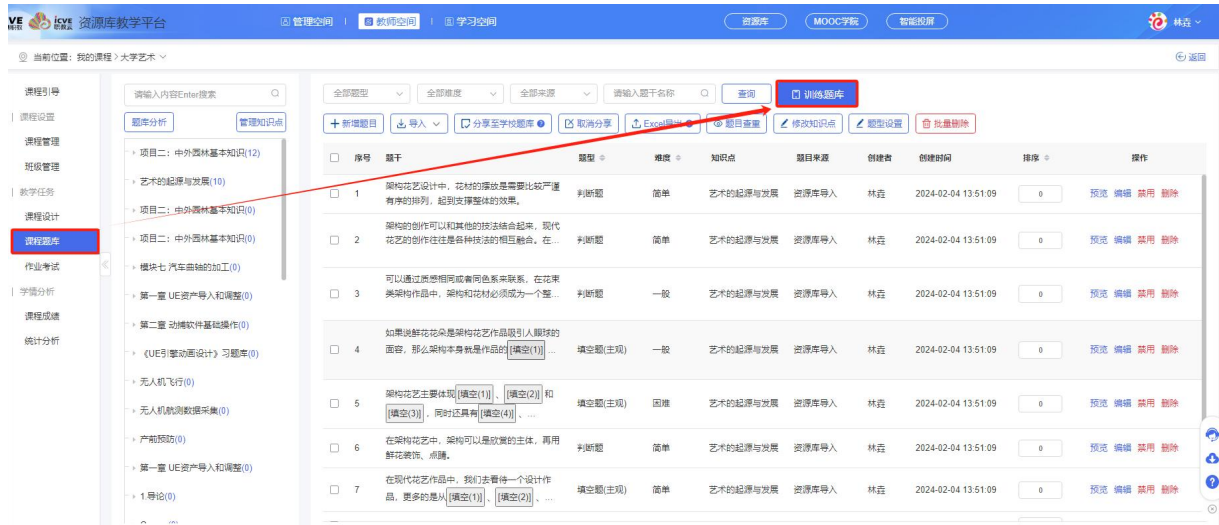 icve 资源库教学平台
管理空间
教师空间
学习空间
资源库
MOOC学院
智能投屏
林垚
当前位置：我的课程>大学艺术
返回
课程引导
课程设置
课程管理
班级管理
教学任务
课程设计
课程题库
作业考试
学情分析
课程成绩
统计分析
请输入内容Enter搜索
题库分析 管理知识点
项目二：中外园林基本知识(12)
艺术的起源与发展(10)
项目二：中外园林基本知识(0)
项目二：中外园林基本知识(0)
模块七 汽车曲轴的加工(0)
第一章 UE资产导入和调整(0)
第二章 动捕软件基础操作(0)
《UE引擎动画设计》习题库(0)
无人机飞行(0)
无人机航测数据采集(0)
产前预防(0)
第一章 UE资产导入和调整(0)
1.导论(0)
全部题型 全部难度 全部来源 请输入题干名称 查询 训练题库
新增题目 导入 分享至学校题库 取消分享 Excel导出 题目查重 修改知识点 题型设置 批量删除
序号 题干 题型 难度 知识点 题目来源 创建者 创建时间 排序 操作
1 架构花艺设计中，花材的摆放是需要比较严谨
有序的排列，起到支撑整体的效果。 判断题 简单 艺术的起源与发展 资源库导入 林垚 2024-02-04 13:51:09 0 预览 编辑 禁用 删除
2 架构的创作可以和其他的技法结合起来，现代
花艺的创作往往是各种技法的相互融合。在... 判断题 简单 艺术的起源与发展 资源库导入 林垚 2024-02-04 13:51:09 0 预览 编辑 禁用 删除
3 可以通过质感相同或者同色系来联系，在花束
类架构作品中，架构和花材必须成为一个整... 判断题 一般 艺术的起源与发展 资源库导入 林垚 2024-02-04 13:51:09 0 预览 编辑 禁用 删除
4 如果说鲜花花朵是架构花艺作品吸引人眼球的
面容，那么架构本身就是作品的[填空(1)] ... 填空题(主观) 一般 艺术的起源与发展 资源库导入 林垚 2024-02-04 13:51:09 0 预览 编辑 禁用 删除
5 架构花艺主要体现[填空(1)]、[填空(2)]和
[填空(3)]，同时还具有[填空(4)]、... 填空题(主观) 困难 艺术的起源与发展 资源库导入 林垚 2024-02-04 13:51:09 0 预览 编辑 禁用 删除
6 在架构花艺中，架构可以是欣赏的主体，再用
鲜花装饰、点睛。 判断题 简单 艺术的起源与发展 资源库导入 林垚 2024-02-04 13:51:09 0 预览 编辑 禁用 删除
7 在现代花艺作品中，我们去看待一个设计作
品，更多的是从[填空(1)]、[填空(2)]、... 填空题(主观) 简单 艺术的起源与发展 资源库导入 林垚 2024-02-04 13:51:09 0 预览 编辑 禁用 删除